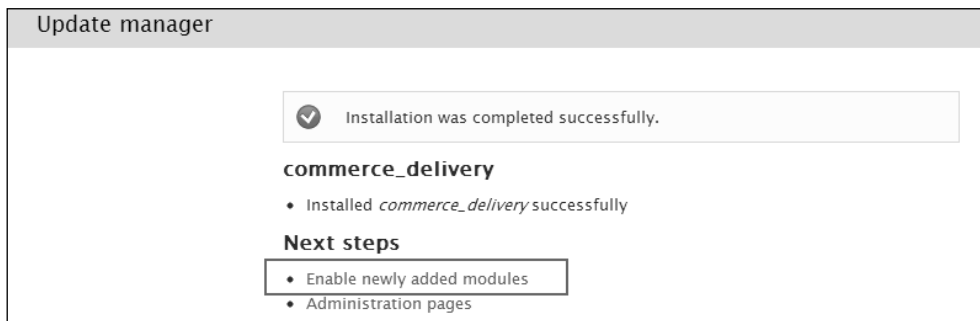 Update manager
Installation was completed successfully.
commerce_delivery
• Installed commerce_delivery successfully
Next steps
• Enable newly added modules
• Administration pages